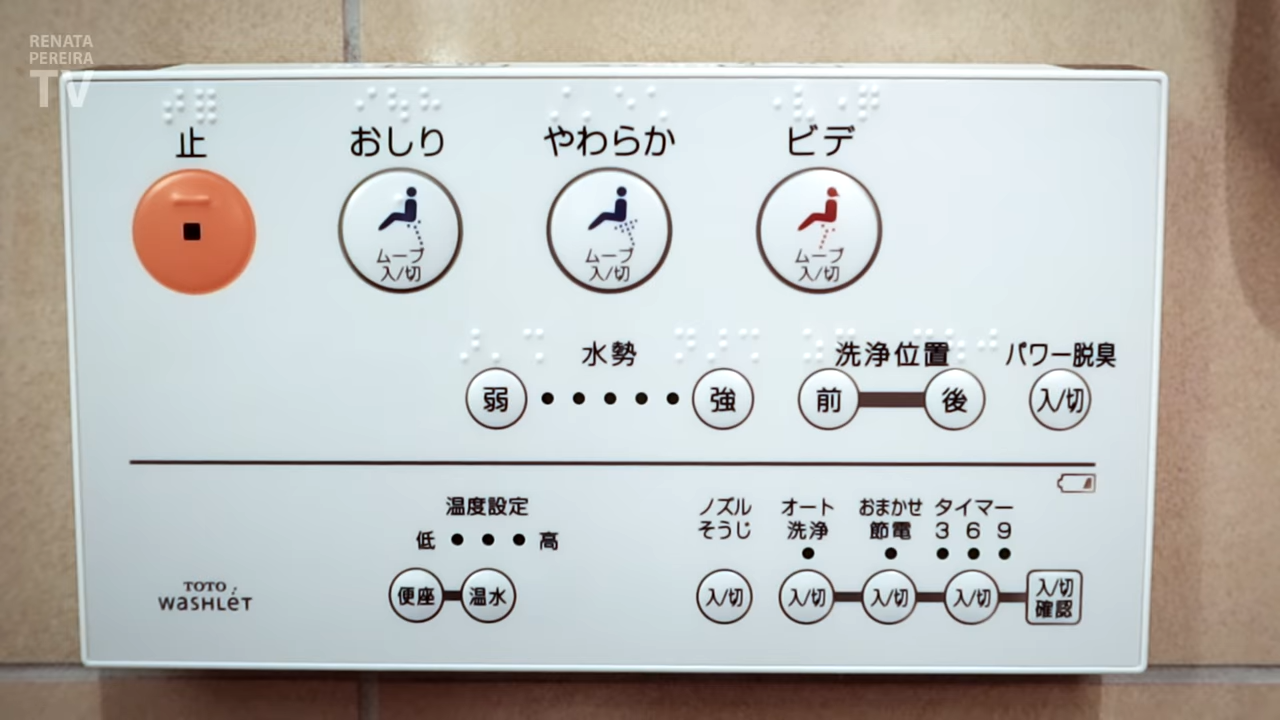 RENATA
PEREIRA
TV
止 おしり やわらか ビデ
ムーブ ムーブ ムーブ
入/切 入/切 入/切
水勢 洗浄位置 パワー脱臭
弱 強 前 後 入/切
温度設定 ノズル オート おまかせ タイマー
そうじ 洗浄 節電 3 6 9
低 高
便座 温水 入/切 入/切 入/切 入/切 入/切
確認
TOTO
WASHLET